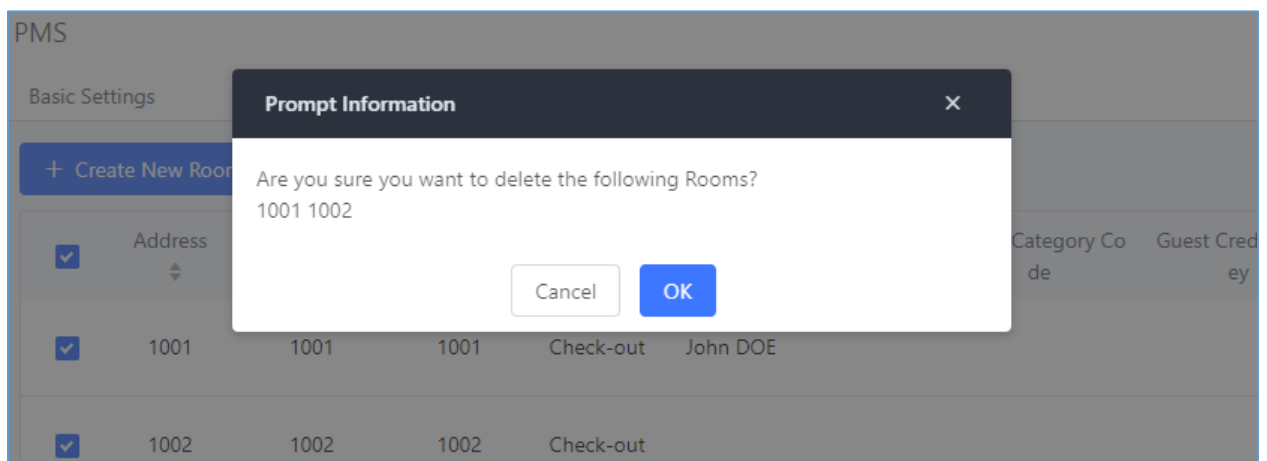 PMS
Basic Settings
Prompt Information
+ Create New Roor
Are you sure you want to delete the following Rooms?
1001 1002
Address
Category Co
de
Guest Cred
ey
Cancel
OK
1001 1001 1001 Check-out John DOE
1002 1002 1002 Check-out